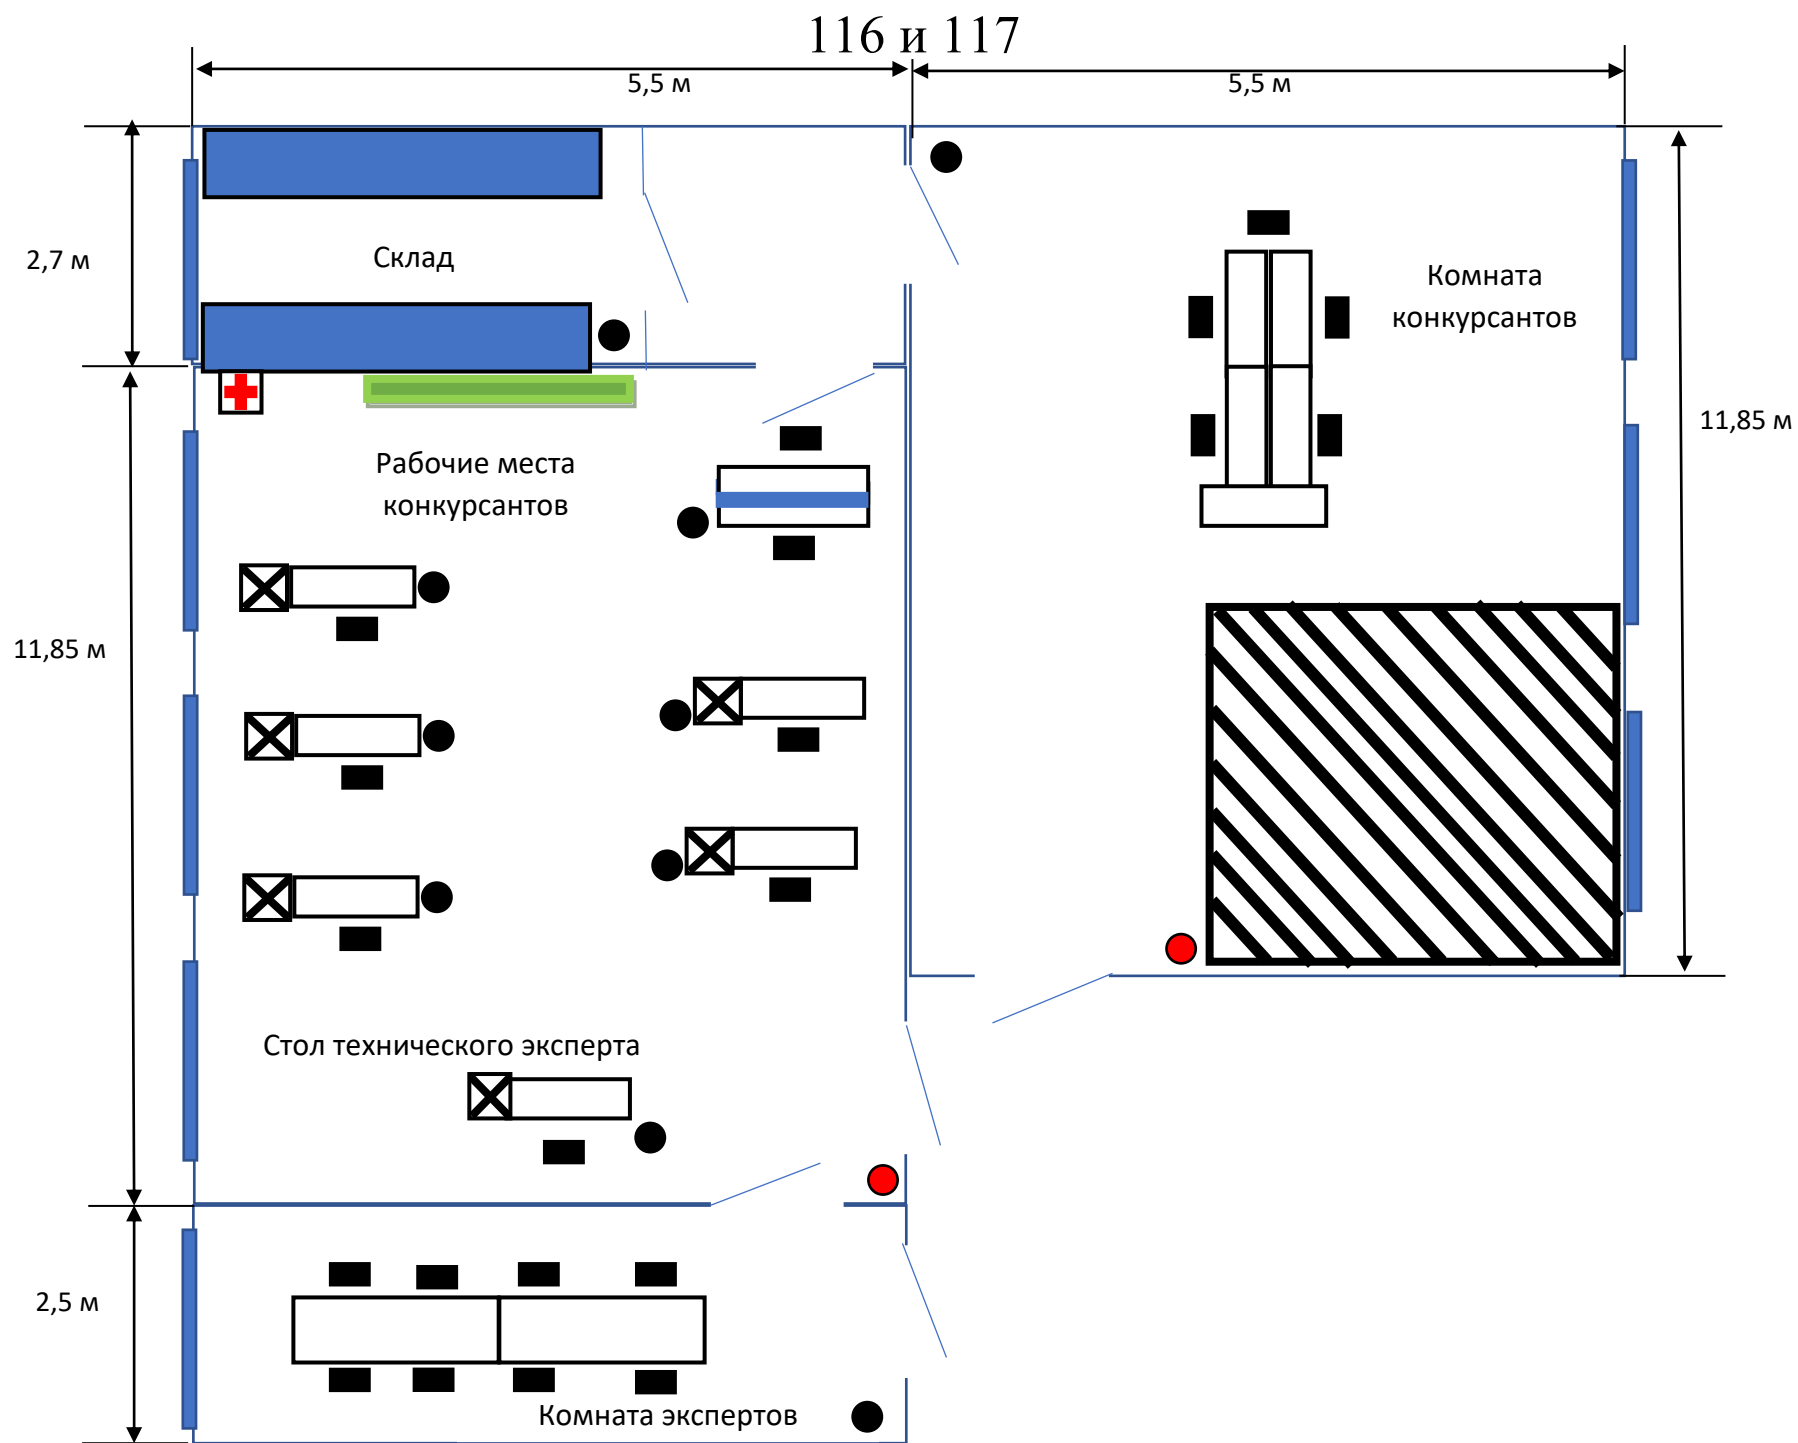 116 и 117
5,5 м
5,5 м
2,7 м
Склад
Комната
конкурсантов
11,85 м
Рабочие места
конкурсантов
11,85 м
Стол технического эксперта
2,5 м
Комната экспертов